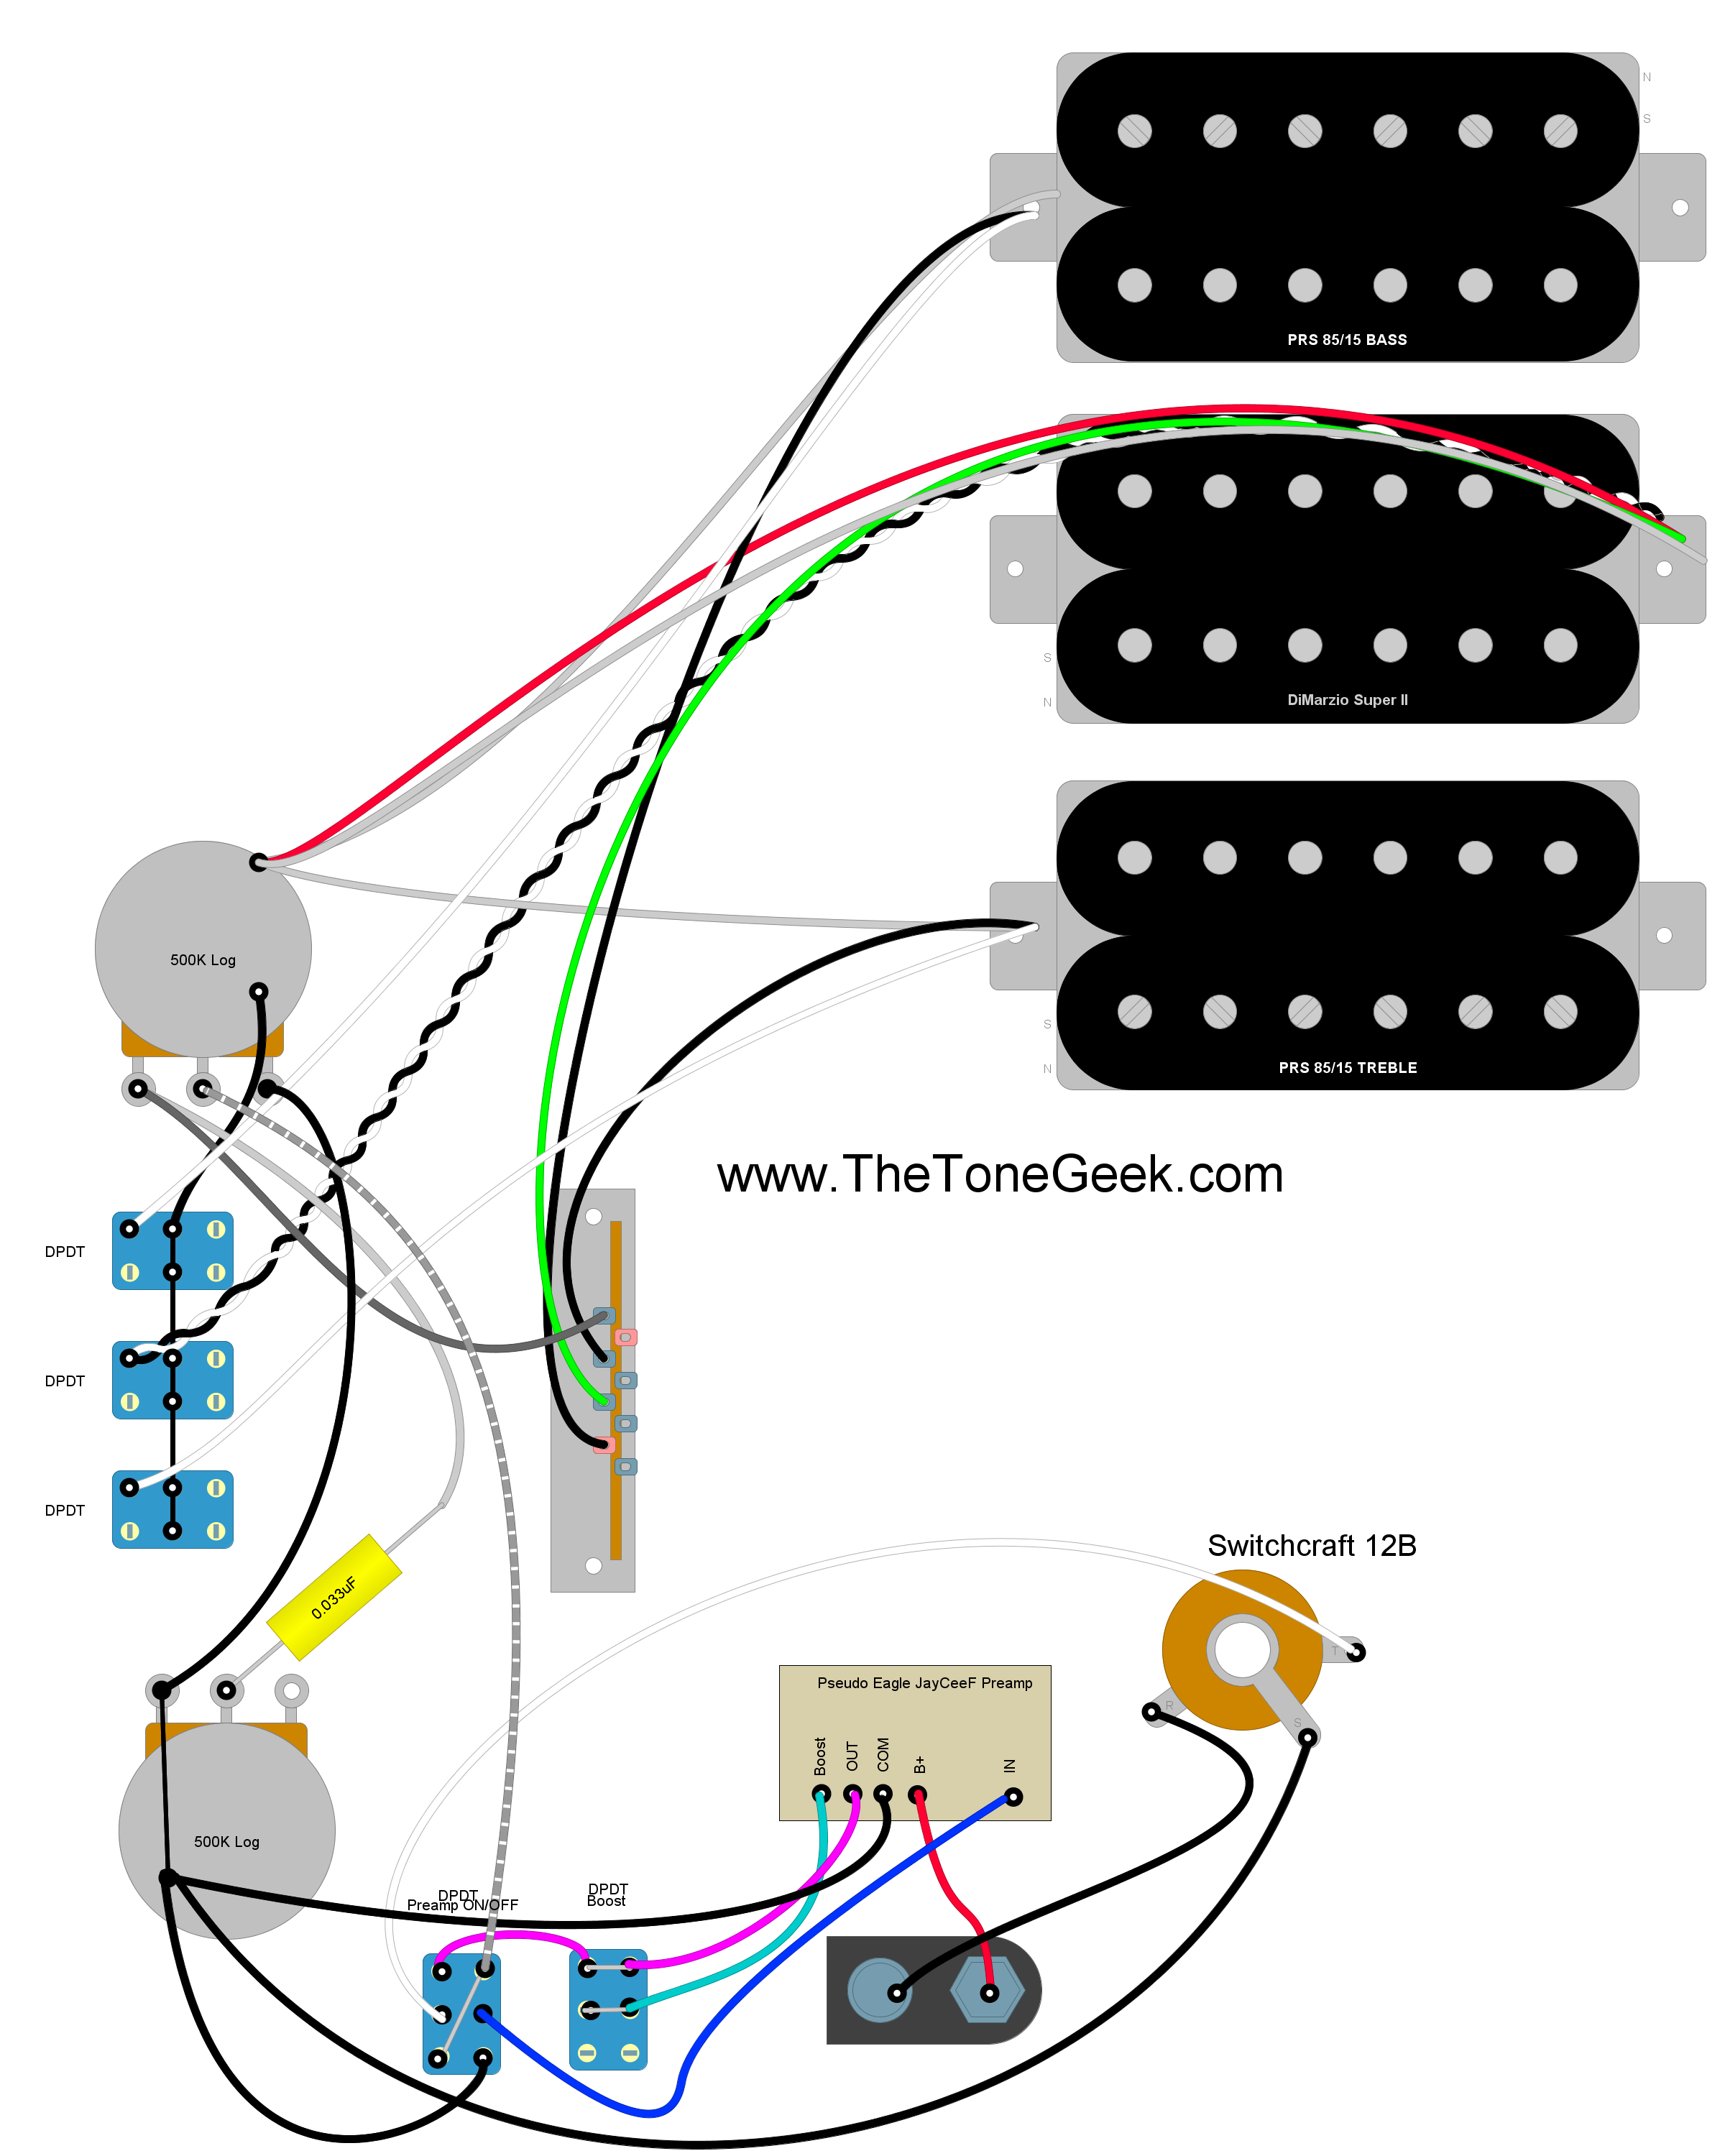 N
S
PRS 85/15 BASS
S
N
DiMarzio Super II
500K Log
S
N
PRS 85/15 TREBLE
www.TheToneGeek.com
DPDT
DPDT
DPDT
0.033uF
Switchcraft 12B
T
R
S
Pseudo Eagle JayCeeF Preamp
Boost
OUT
COM
B+
IN
500K Log
DPDT
Preamp ON/OFF
DPDT
Boost